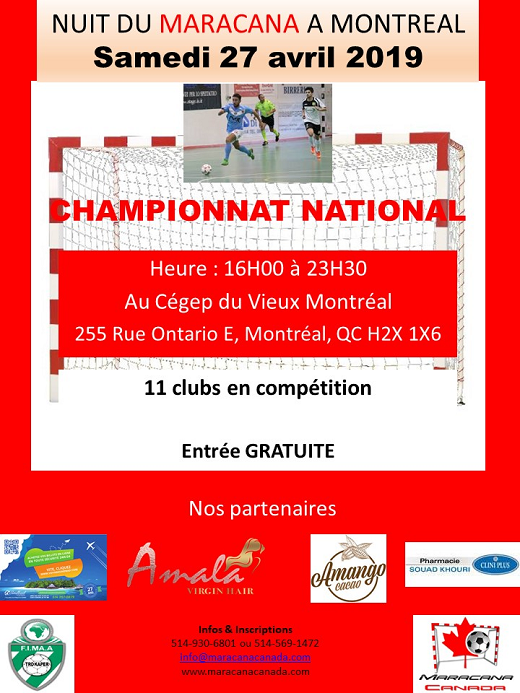 NUIT DU MARACANA A MONTREAL
Samedi 27 avril 2019
CHAMPIONNAT NATIONAL
Heure : 16H00 à 23H30
Au Cégep du Vieux Montréal
255 Rue Ontario E, Montréal, QC H2X 1X6
11 clubs en compétition
Entrée GRATUITE
Nos partenaires
Amala
VIRGIN HAIR
Amango
cacao
Pharmacie
SOUAD KHOURI
CLINI PLUS
F.I.MA.A
TROKAPER
Infos & Inscriptions
514-930-6801 ou 514-569-1472
info@maracanacanada.com
www.maracanacanada.com
MARACANA
CANADA